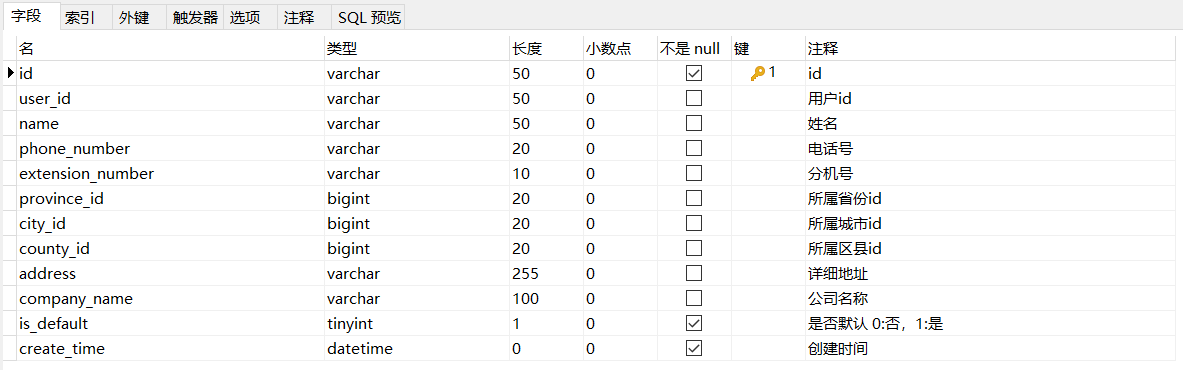 字段 索引 外键 触发器 选项 注释 SQL 预览
名 类型 长度 小数点 不是 null 键 注释
id varchar 50 0 1 id
user_id varchar 50 0 用户id
name varchar 50 0 姓名
phone_number varchar 20 0 电话号
extension_number varchar 10 0 分机号
province_id bigint 20 0 所属省份id
city_id bigint 20 0 所属城市id
county_id bigint 20 0 所属区县id
address varchar 255 0 详细地址
company_name varchar 100 0 公司名称
is_default tinyint 1 0 是否默认 0:否，1:是
create_time datetime 0 0 创建时间